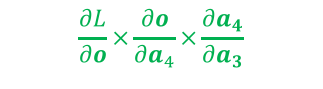 ∂L/∂o × ∂o/∂a₄ × ∂a₄/∂a₃